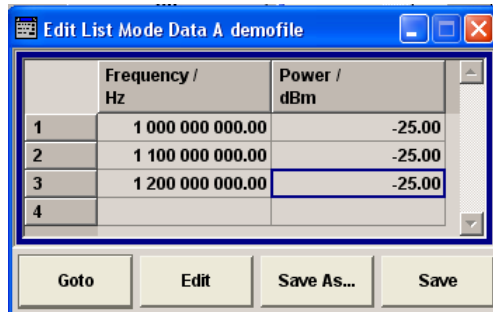 Edit List Mode Data A demofile
Frequency / Power /
Hz dBm
1 1 000 000 000.00 -25.00
2 1 100 000 000.00 -25.00
3 1 200 000 000.00 -25.00
4
Goto Edit Save As... Save